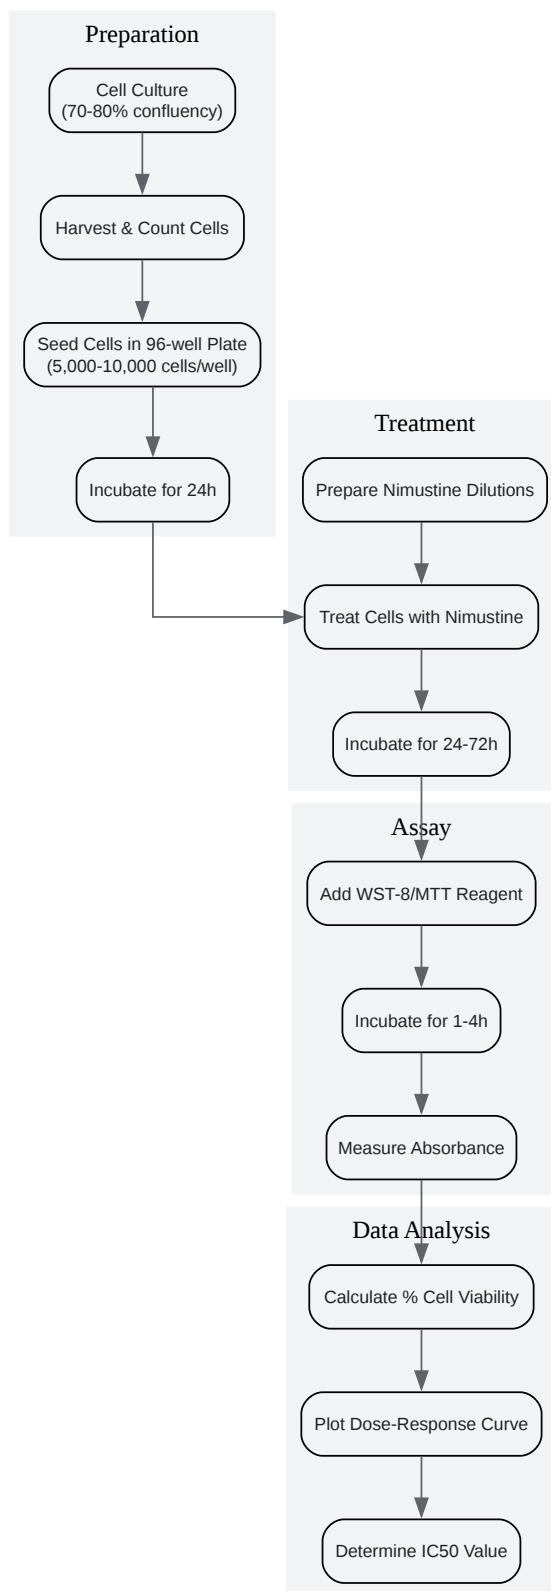 Preparation
Cell Culture
(70-80% confluency)
Harvest & Count Cells
Seed Cells in 96-well Plate
(5,000-10,000 cells/well)
Incubate for 24h
Treatment
Prepare Nimustine Dilutions
Treat Cells with Nimustine
Incubate for 24-72h
Assay
Add WST-8/MTT Reagent
Incubate for 1-4h
Measure Absorbance
Data Analysis
Calculate % Cell Viability
Plot Dose-Response Curve
Determine IC50 Value